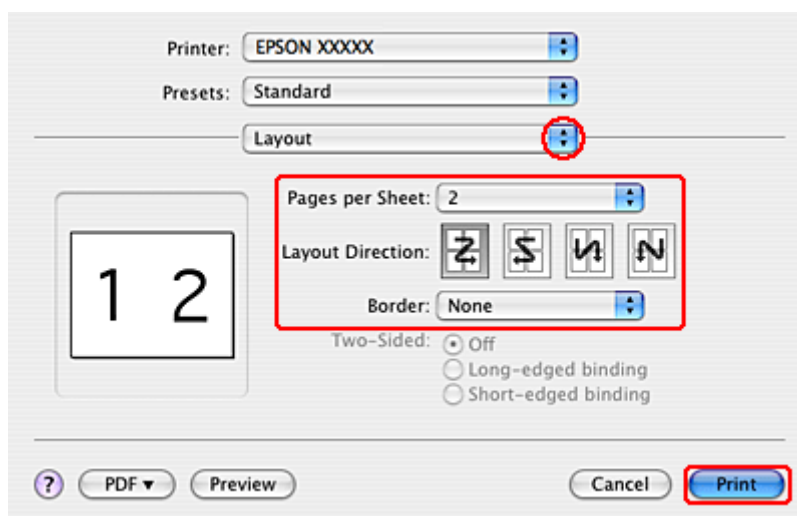 Printer: EPSON XXXXX
Presets: Standard
Layout
Pages per Sheet: 2
Layout Direction:
1 2
Border: None
Two-Sided: Off
Long-edged binding
Short-edged binding
? PDF▼ Preview Cancel Print